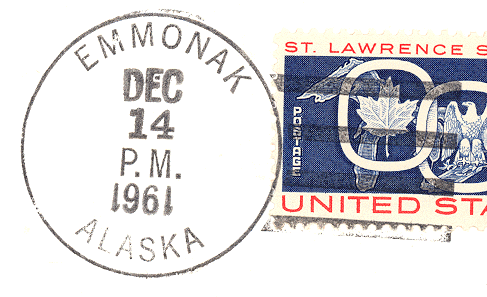 EMMONAK
DEC
14
P.M.
1961
ALASKA
ST. LAWRENCE S
POSTAGE
UNITED STA